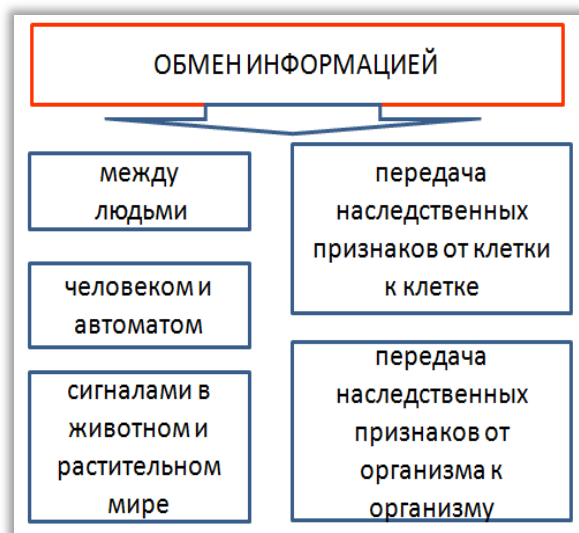 ОБМЕН ИНФОРМАЦИЕЙ
между
людьми
человеком и
автоматом
сигналами в
животном и
растительном
мире
передача
наследственных
признаков от клетки
к клетке
передача
наследственных
признаков от
организма к
организму